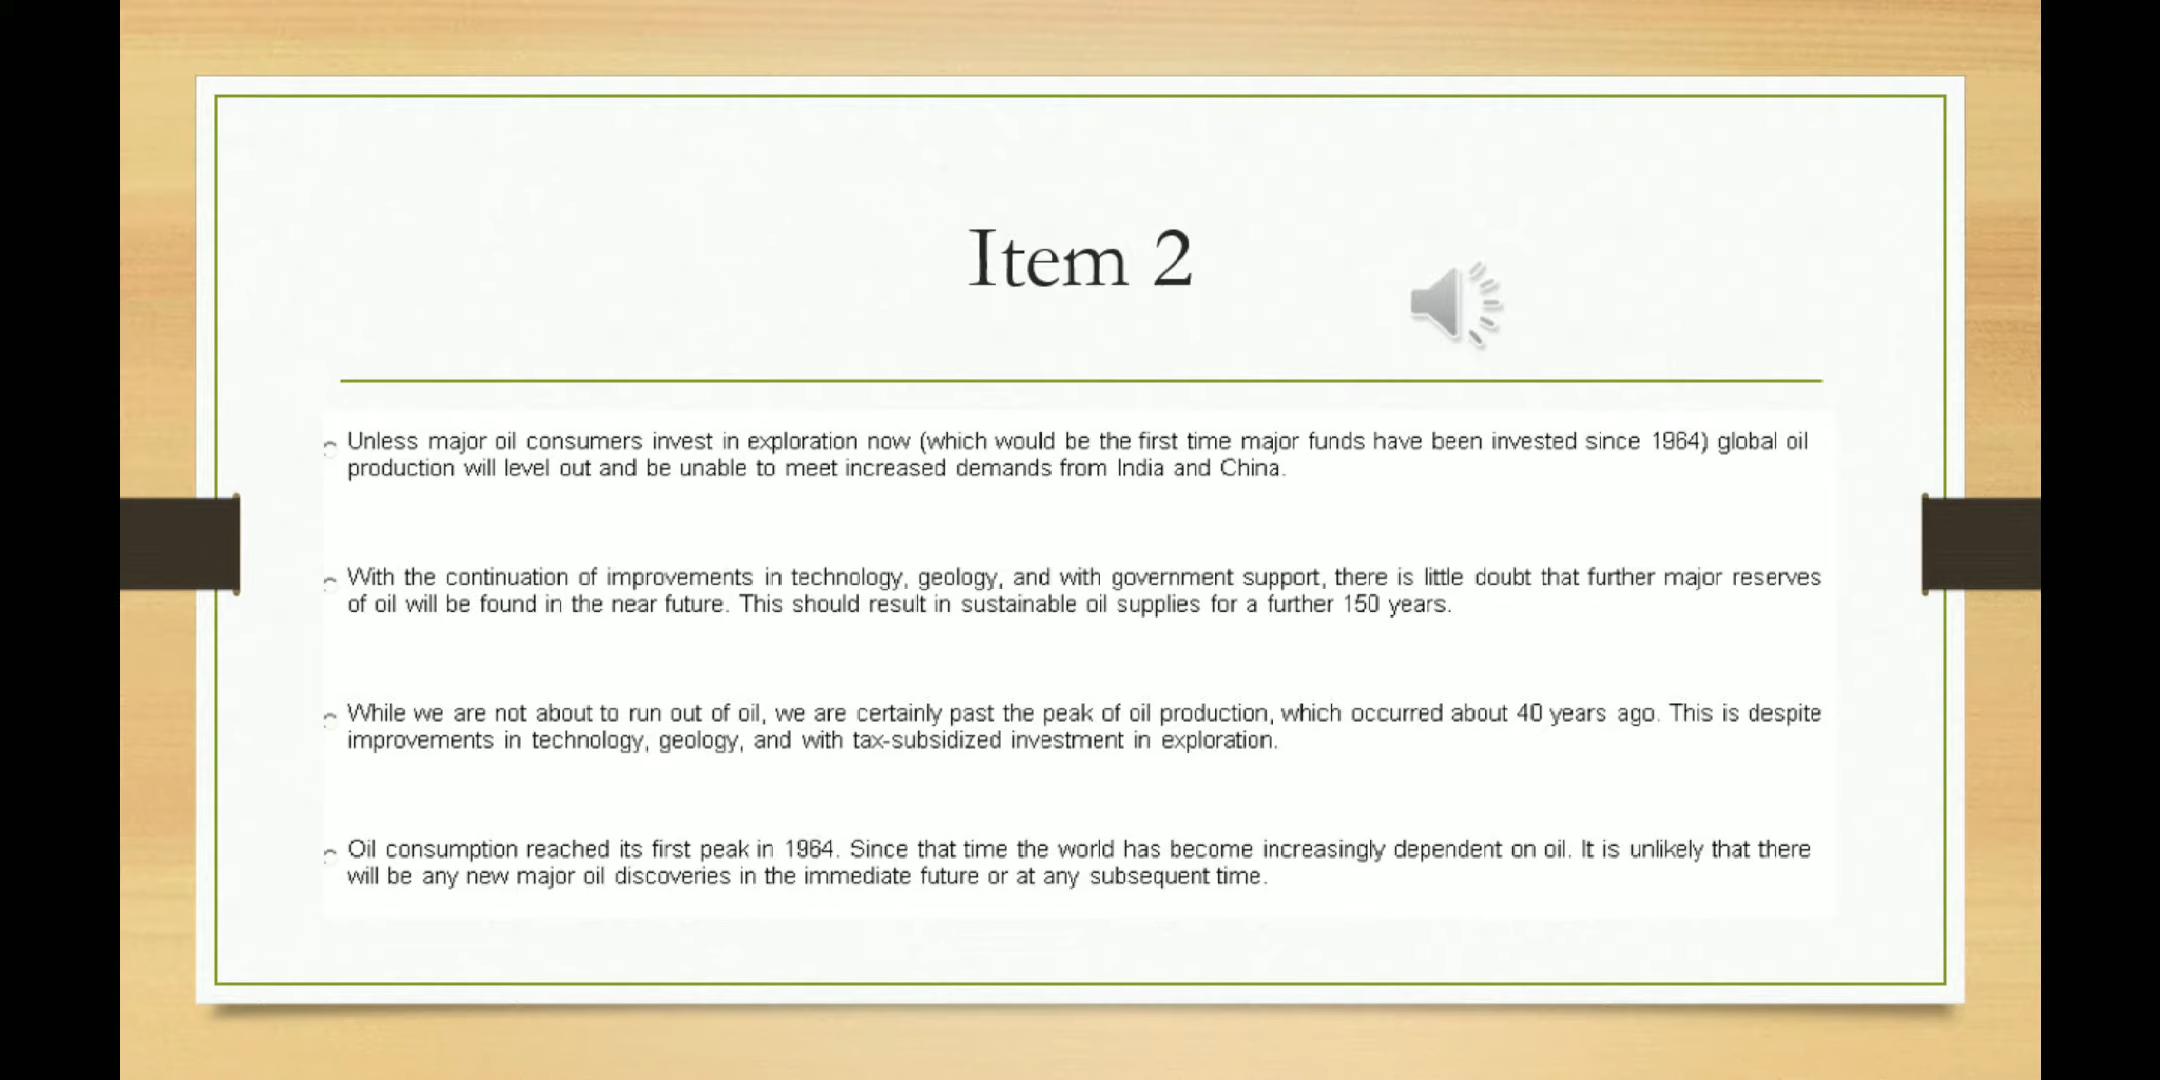 Item 2
Unless major oil consumers invest in exploration now (which would be the first time major funds have been invested since 1964) global oil
production will level out and be unable to meet increased demands from India and China.
With the continuation of improvements in technology, geology, and with government support, there is little doubt that further major reserves
of oil will be found in the near future. This should result in sustainable oil supplies for a further 150 years.
While we are not about to run out of oil, we are certainly past the peak of oil production, which occurred about 40 years ago. This is despite
improvements in technology, geology, and with tax-subsidized investment in exploration.
Oil consumption reached its first peak in 1964. Since that time the world has become increasingly dependent on oil. It is unlikely that there
will be any new major oil discoveries in the immediate future or at any subsequent time.